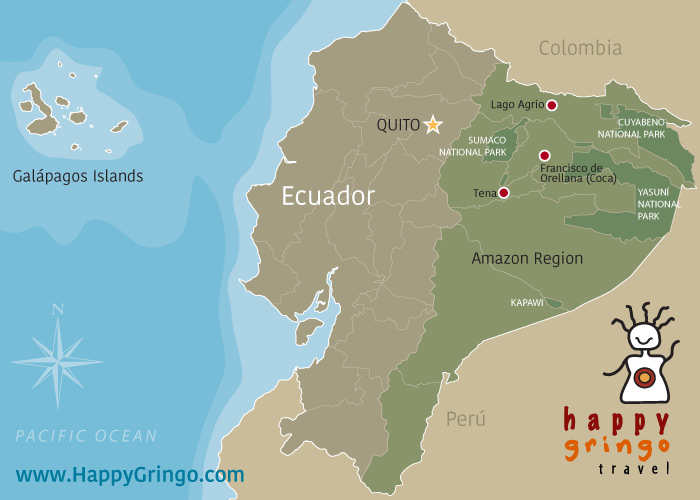 Colombia
Lago Agrio
QUITO
CUYABENO
NATIONAL PARK
SUMACO
NATIONAL PARK
Francisco de
Orellana (Coca)
Galápagos Islands
Ecuador
Tena
YASUNÍ
NATIONAL
PARK
Amazon Region
KAPAWI
N
Perú
PACIFIC OCEAN
happy
gringo
travel
www.HappyGringo.com